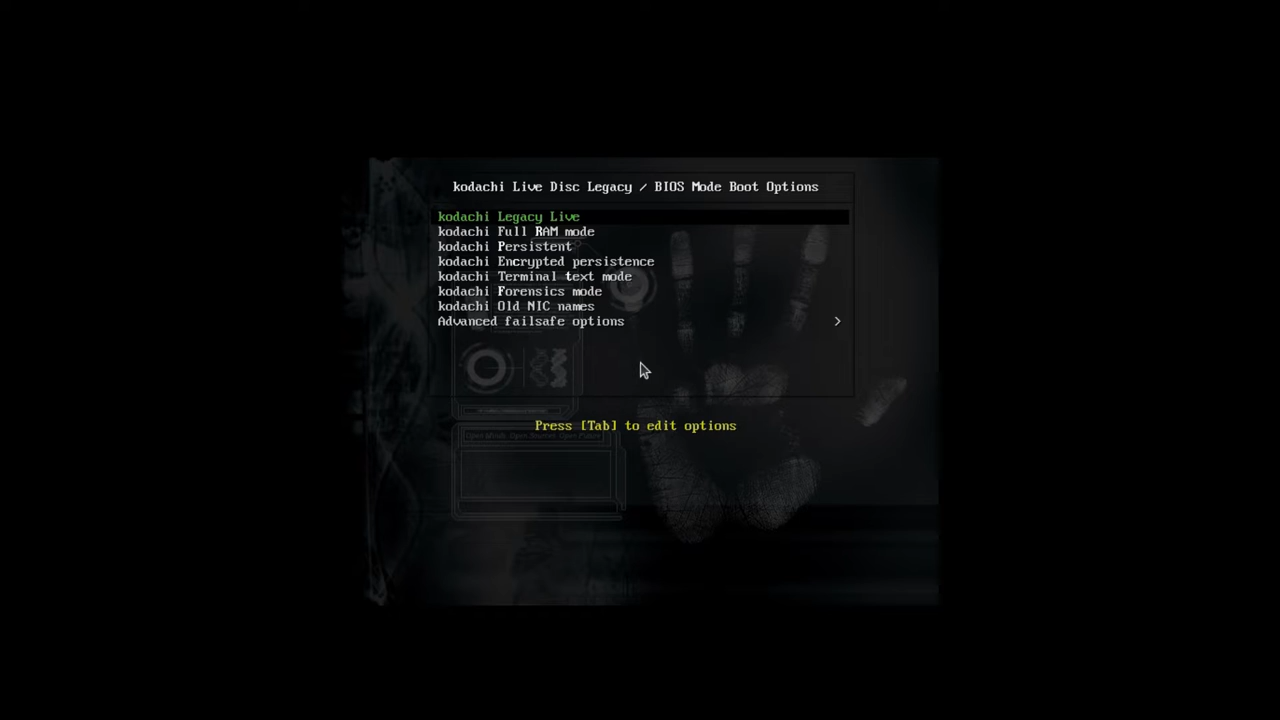 kodachi Live Disc Legacy / BIOS Mode Boot Options
kodachi Legacy Live
kodachi Full RAM mode
kodachi Persistent
kodachi Encrypted persistence
kodachi Terminal text mode
kodachi Forensics mode
kodachi Old NIC names
Advanced failsafe options >
Press [Tab] to edit options